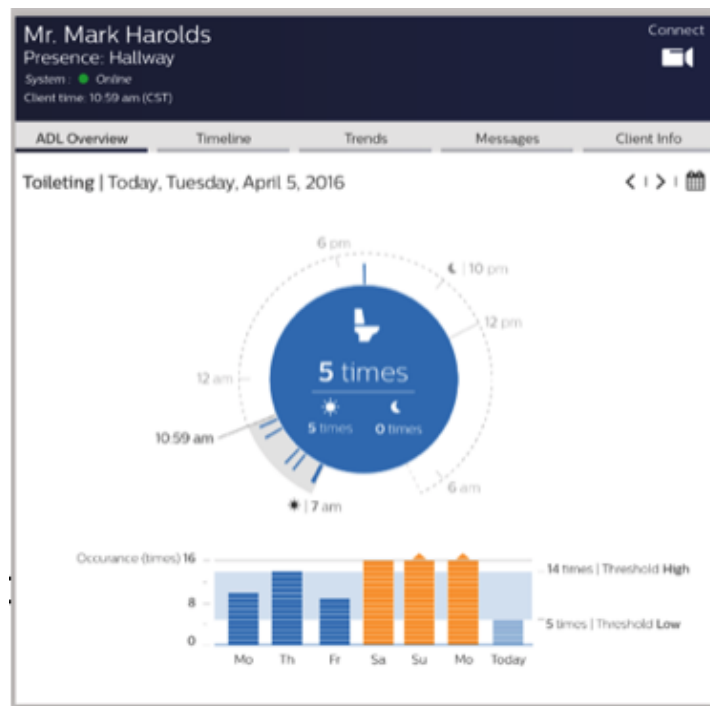 Mr. Mark Harolds
Connect
Presence: Hallway
System: Online
Client time: 10:59 am (CST)
ADL Overview Timeline Trends Messages Client Info
Toileting | Today, Tuesday, April 5, 2016
6 pm
| 10 pm
12 pm
5 times
12 am
5 times 0 times
10:59 am
6 am
| 7 am
Occurance (times) 16
14 times | Threshold High
8
5 times | Threshold Low
0
Mo Th Fr Sa Su Mo Today